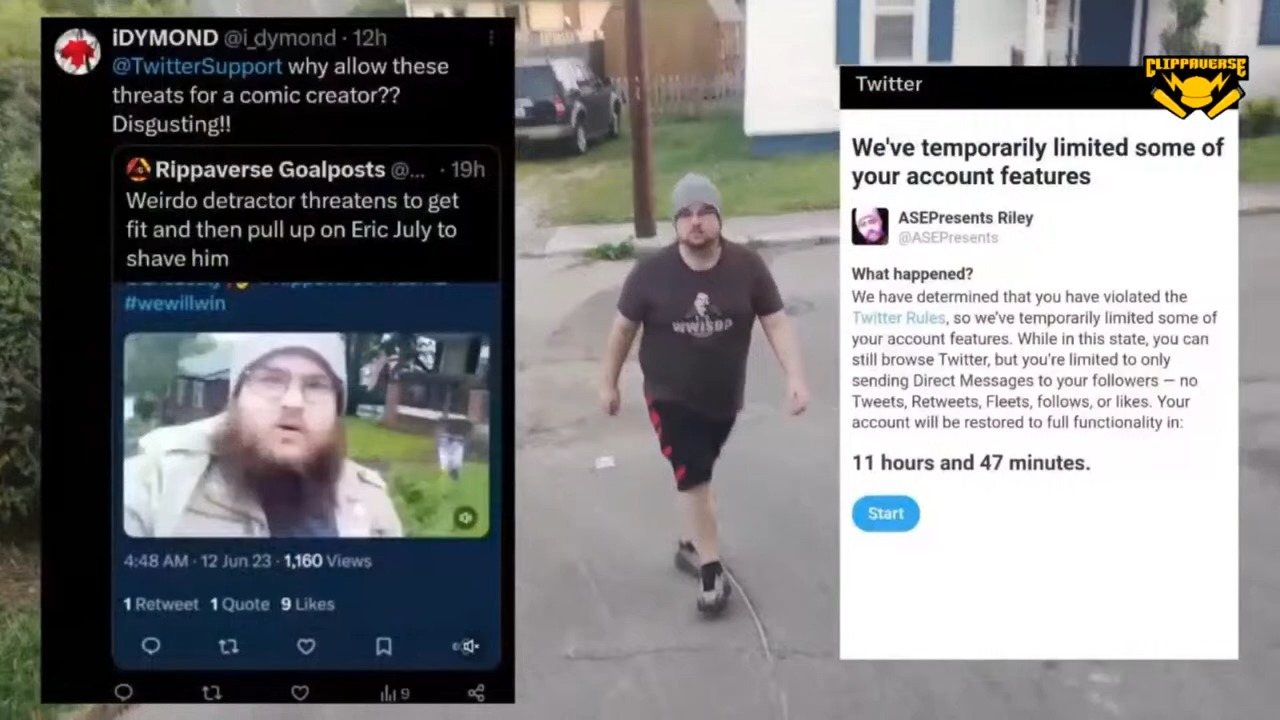 iDYMOND @i_dymond · 12h
@TwitterSupport why allow these
threats for a comic creator??
Disgusting!!
Rippaverse Goalposts @... · 19h
Weirdo detractor threatens to get
fit and then pull up on Eric July to
shave him
#wewillwin
4:48 AM · 12 Jun 23 · 1,160 Views
1 Retweet 1 Quote 9 Likes
9
WWISDP
CLIPPAVERSE
Twitter
We've temporarily limited some of
your account features
ASEPresents Riley
@ASEPresents
What happened?
We have determined that you have violated the
Twitter Rules, so we've temporarily limited some of
your account features. While in this state, you can
still browse Twitter, but you're limited to only
sending Direct Messages to your followers — no
Tweets, Retweets, Fleets, follows, or likes. Your
account will be restored to full functionality in:
11 hours and 47 minutes.
Start